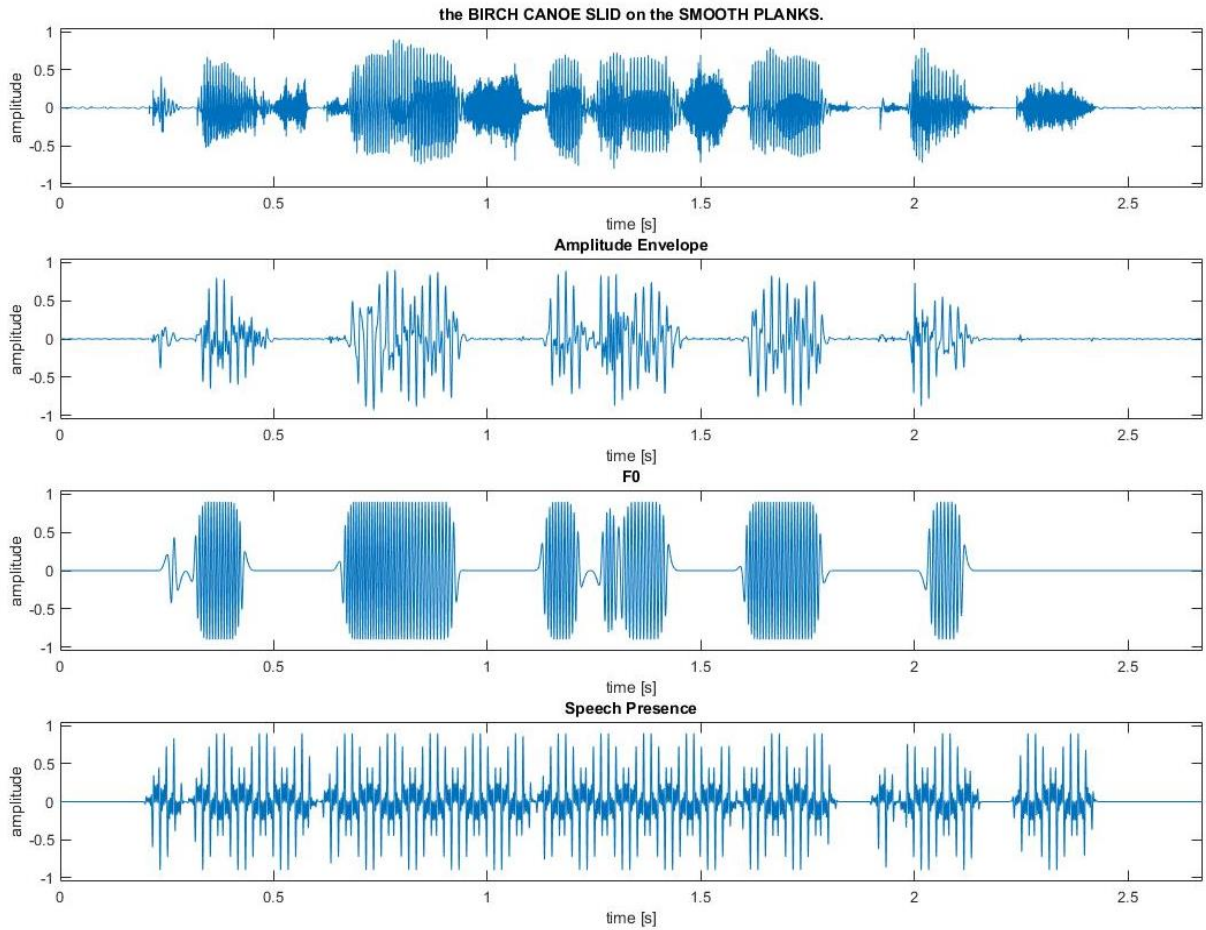 the BIRCH CANOE SLID on the SMOOTH PLANKS.
1
0.5
0
-0.5
-1
amplitude
0 0.5 1 1.5 2 2.5
time [s]
Amplitude Envelope
1
0.5
0
-0.5
-1
amplitude
0 0.5 1 1.5 2 2.5
time [s]
F0
1
0.5
0
-0.5
-1
amplitude
0 0.5 1 1.5 2 2.5
time [s]
Speech Presence
1
0.5
0
-0.5
-1
amplitude
0 0.5 1 1.5 2 2.5
time [s]